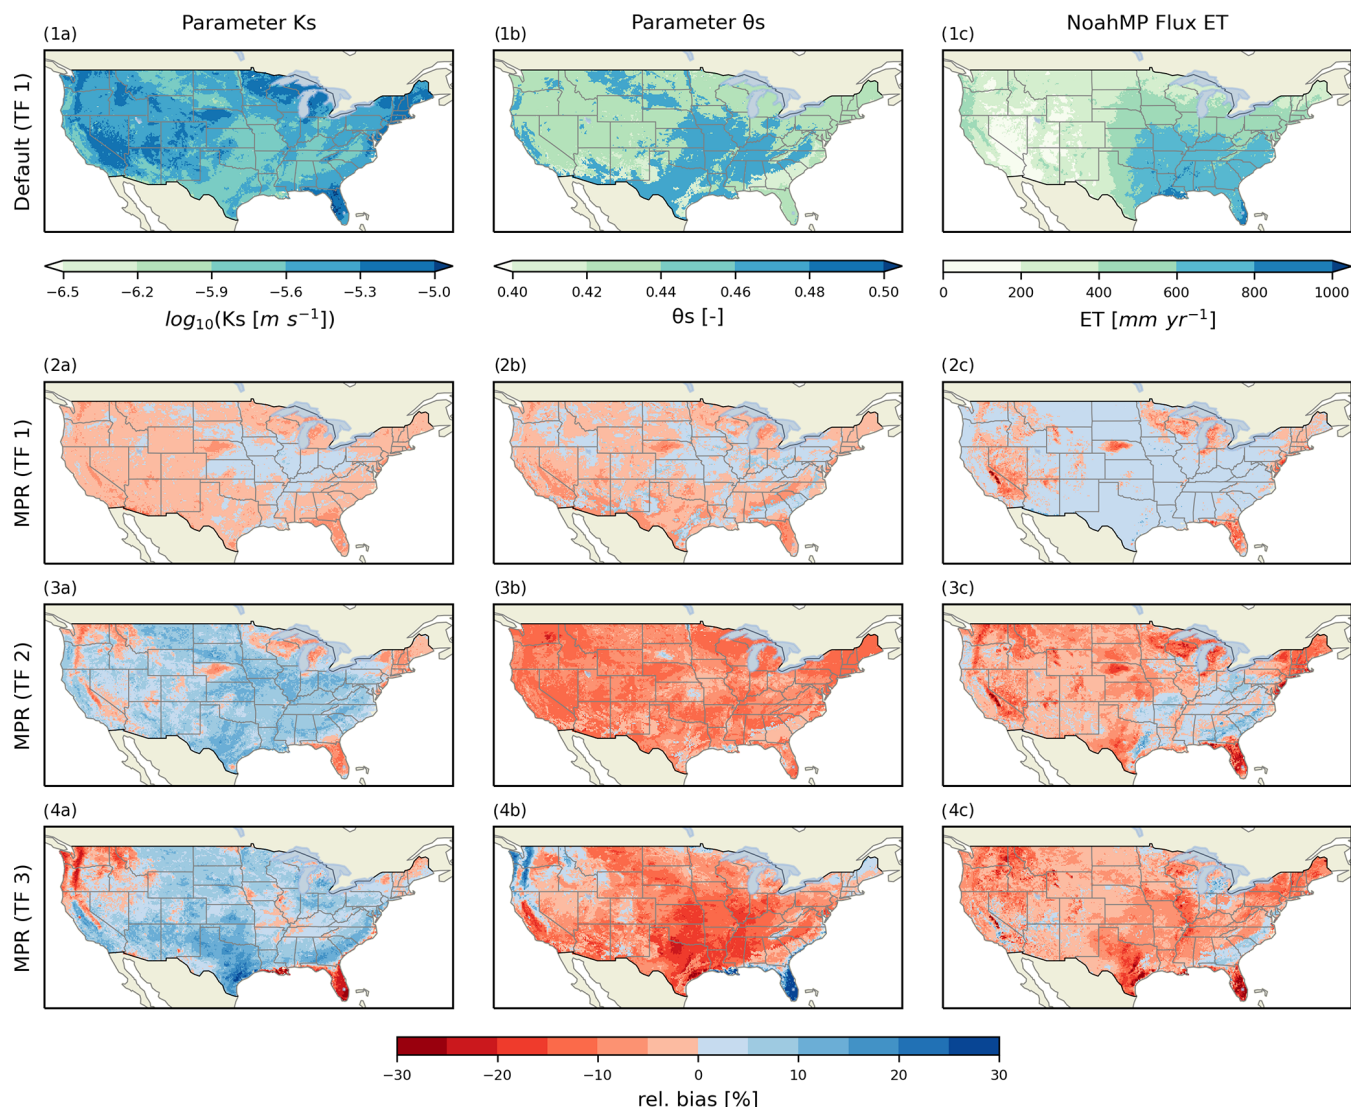 Parameter Ks
Parameter θs
NoahMP Flux ET
(1a)
(1b)
(1c)
Default (TF 1)
−6.5 −6.2 −5.9 −5.6 −5.3 −5.0
log10(Ks [m s−1])
0.40 0.42 0.44 0.46 0.48 0.50
θs [-]
0 200 400 600 800 1000
ET [mm yr−1]
(2a)
(2b)
(2c)
MPR (TF 1)
(3a)
(3b)
(3c)
MPR (TF 2)
(4a)
(4b)
(4c)
MPR (TF 3)
−30 −20 −10 0 10 20 30
rel. bias [%]